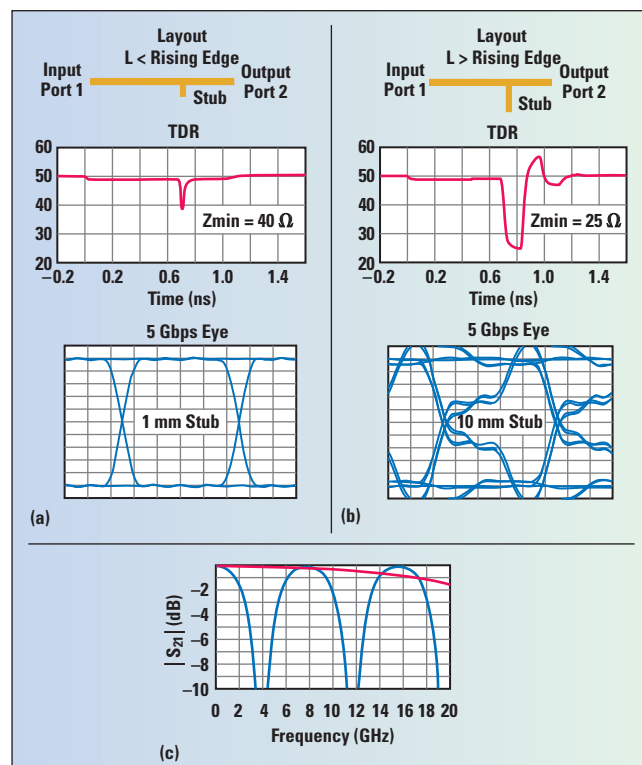 Layout
L < Rising Edge
Input
Port 1
Output
Port 2
Stub
TDR
60
50
40
30
20
Zmin = 40 Ω
–0.2 0.2 0.6 1.0 1.4
Time (ns)
5 Gbps Eye
1 mm Stub
(a)
Layout
L > Rising Edge
Input
Port 1
Output
Port 2
Stub
TDR
60
50
40
30
20
Zmin = 25 Ω
–0.2 0.2 0.6 1.0 1.4
Time (ns)
5 Gbps Eye
10 mm Stub
(b)
|S21| (dB)
–2
–4
–6
–8
–10
0 2 4 6 8 10 12 14 16 18 20
Frequency (GHz)
(c)